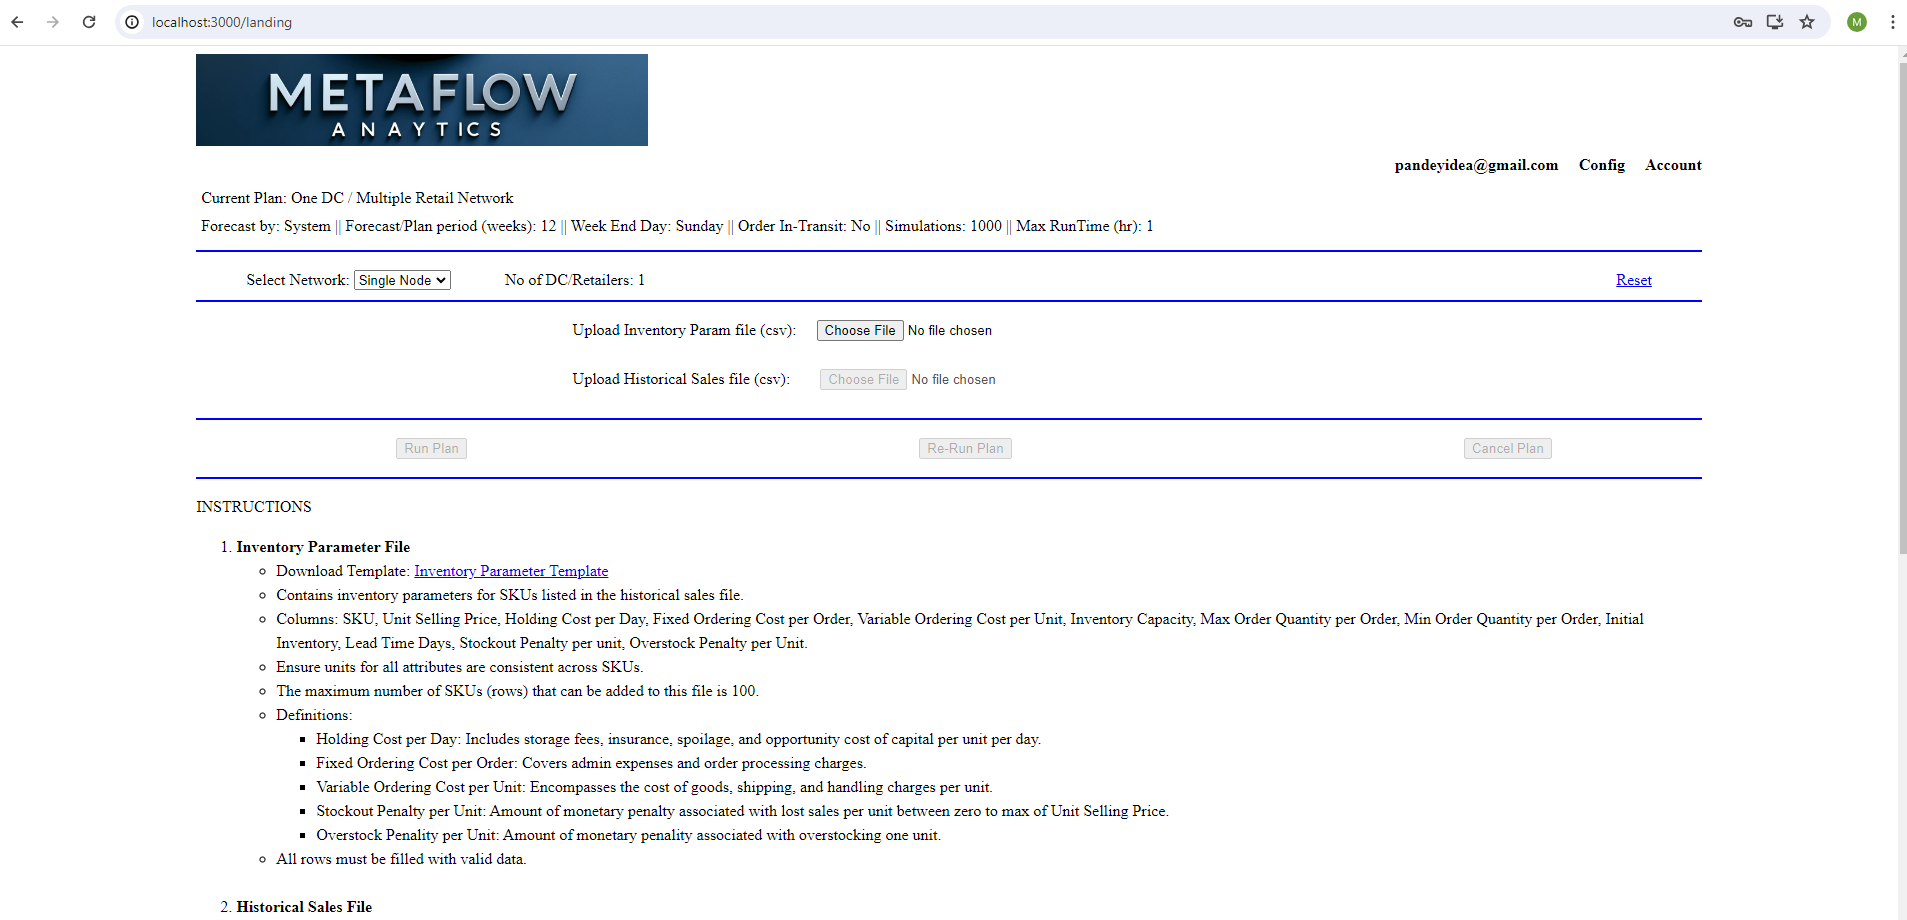 localhost:3000/landing
M
METAFLOW
ANAYTICS
pandeyidea@gmail.com Config Account
Current Plan: One DC / Multiple Retail Network
Forecast by: System || Forecast/Plan period (weeks): 12 || Week End Day: Sunday || Order In-Transit: No || Simulations: 1000 || Max RunTime (hr): 1
Select Network: Single Node No of DC/Retailers: 1 Reset
Upload Inventory Param file (csv): Choose File No file chosen
Upload Historical Sales file (csv): Choose File No file chosen
Run Plan Re-Run Plan Cancel Plan
INSTRUCTIONS
1. Inventory Parameter File
Download Template: Inventory Parameter Template
Contains inventory parameters for SKUs listed in the historical sales file.
Columns: SKU, Unit Selling Price, Holding Cost per Day, Fixed Ordering Cost per Order, Variable Ordering Cost per Unit, Inventory Capacity, Max Order Quantity per Order, Min Order Quantity per Order, Initial
Inventory, Lead Time Days, Stockout Penalty per unit, Overstock Penalty per Unit.
Ensure units for all attributes are consistent across SKUs.
The maximum number of SKUs (rows) that can be added to this file is 100.
Definitions:
Holding Cost per Day: Includes storage fees, insurance, spoilage, and opportunity cost of capital per unit per day.
Fixed Ordering Cost per Order: Covers admin expenses and order processing charges.
Variable Ordering Cost per Unit: Encompasses the cost of goods, shipping, and handling charges per unit.
Stockout Penalty per Unit: Amount of monetary penalty associated with lost sales per unit between zero to max of Unit Selling Price.
Overstock Penality per Unit: Amount of monetary penality associated with overstocking one unit.
All rows must be filled with valid data.
2. Historical Sales File